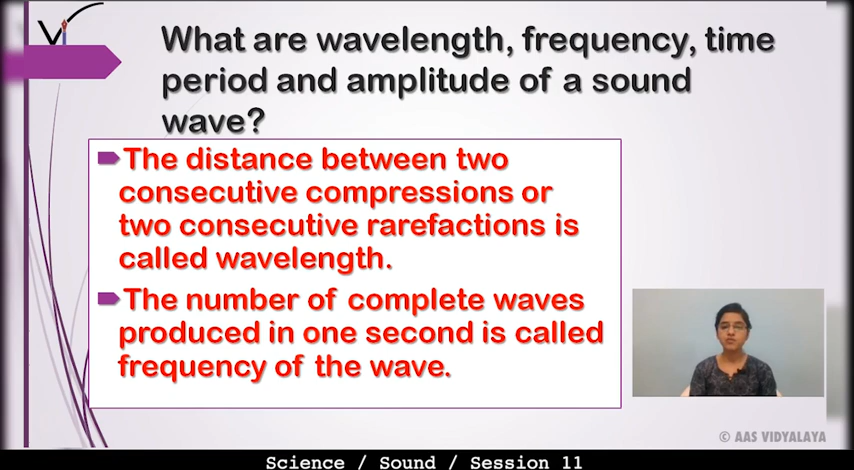 Vi
What are wavelength, frequency, time
period and amplitude of a sound
wave?
The distance between two
consecutive compressions or
two consecutive rarefactions is
called wavelength.
The number of complete waves
produced in one second is called
frequency of the wave.
© AAS VIDYALAYA
Science / Sound / Session 11